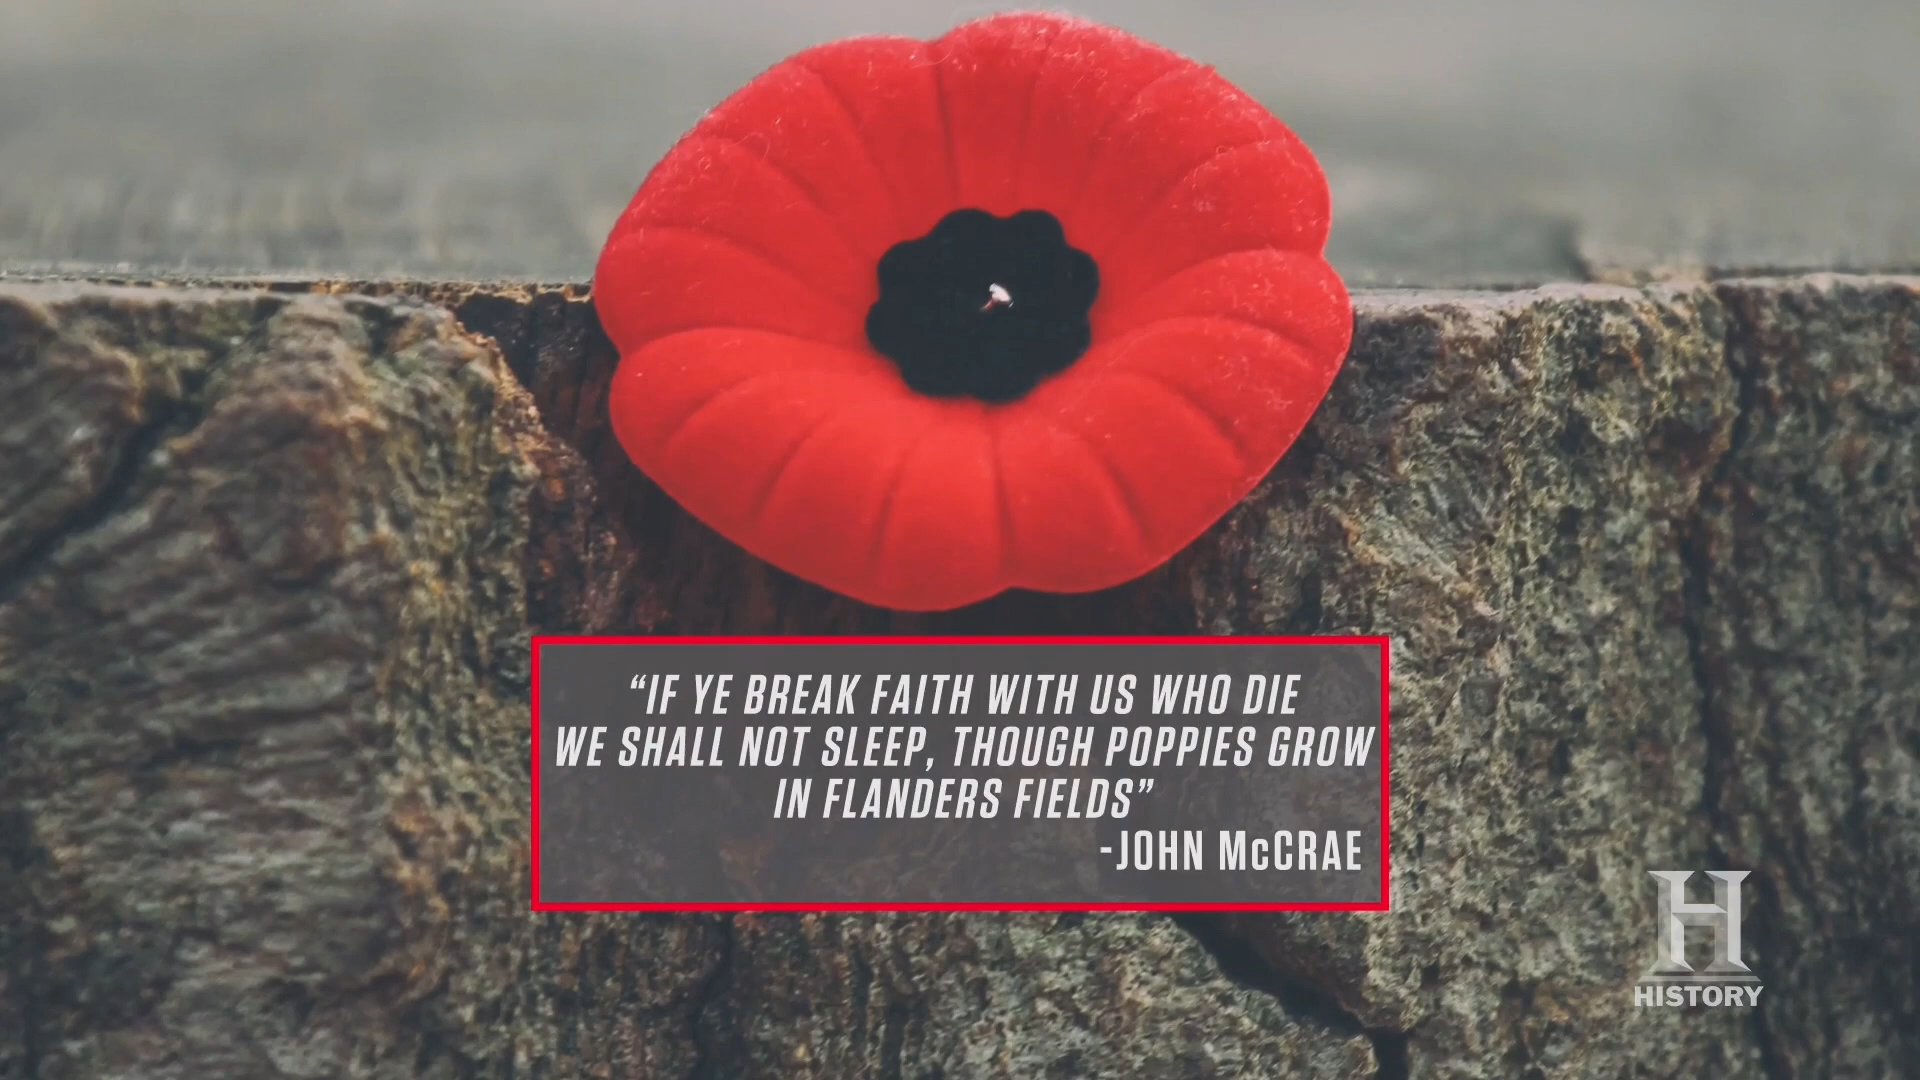 “IF YE BREAK FAITH WITH US WHO DIE
WE SHALL NOT SLEEP, THOUGH POPPIES GROW
IN FLANDERS FIELDS”
-JOHN McCRAE
H
HISTORY